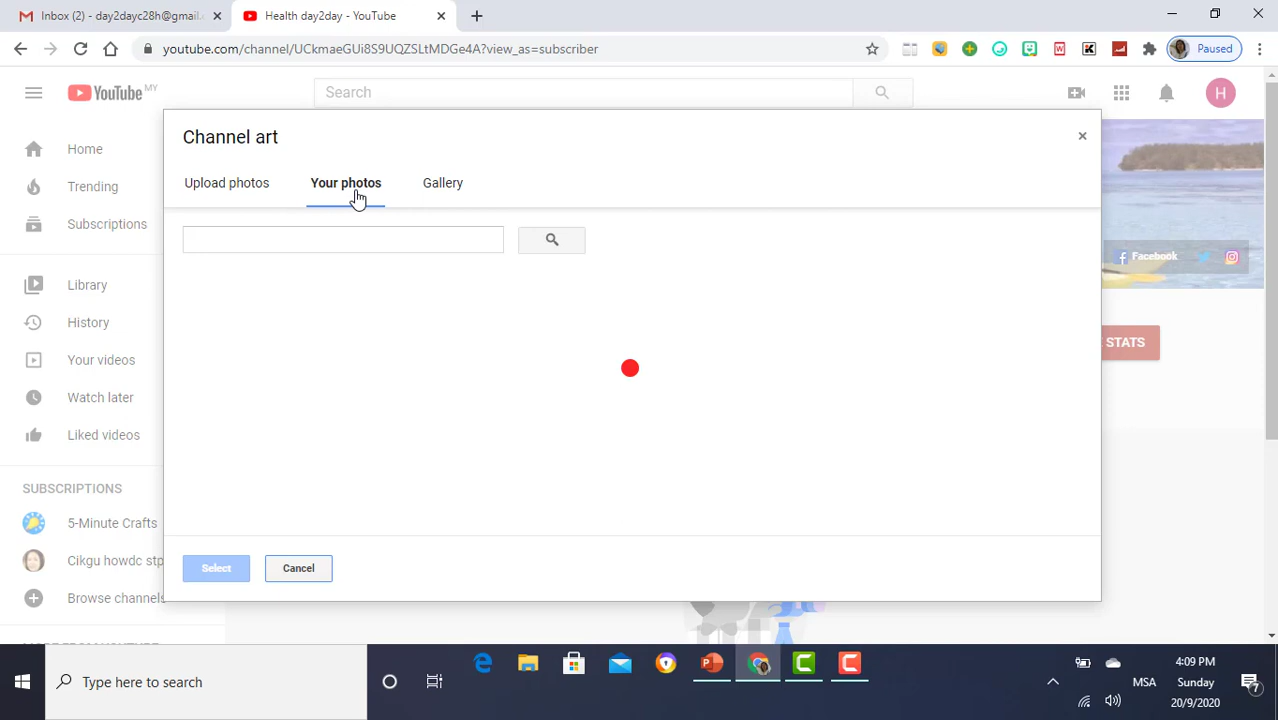 Inbox (2) - day2dayc28h@gmail.
Health day2day - YouTube
youtube.com/channel/UCkmaeGUi8S9UQZSLtMDGe4A?view_as=subscriber
Paused
YouTube MY
Search
H
Channel art
Home
Upload photos
Your photos
Gallery
Trending
Subscriptions
Facebook
Library
History
STATS
Your videos
Watch later
Liked videos
SUBSCRIPTIONS
5-Minute Crafts
Cikgu howdc stp
Select
Cancel
Browse channels
Type here to search
4:09 PM
MSA
Sunday
20/9/2020
7